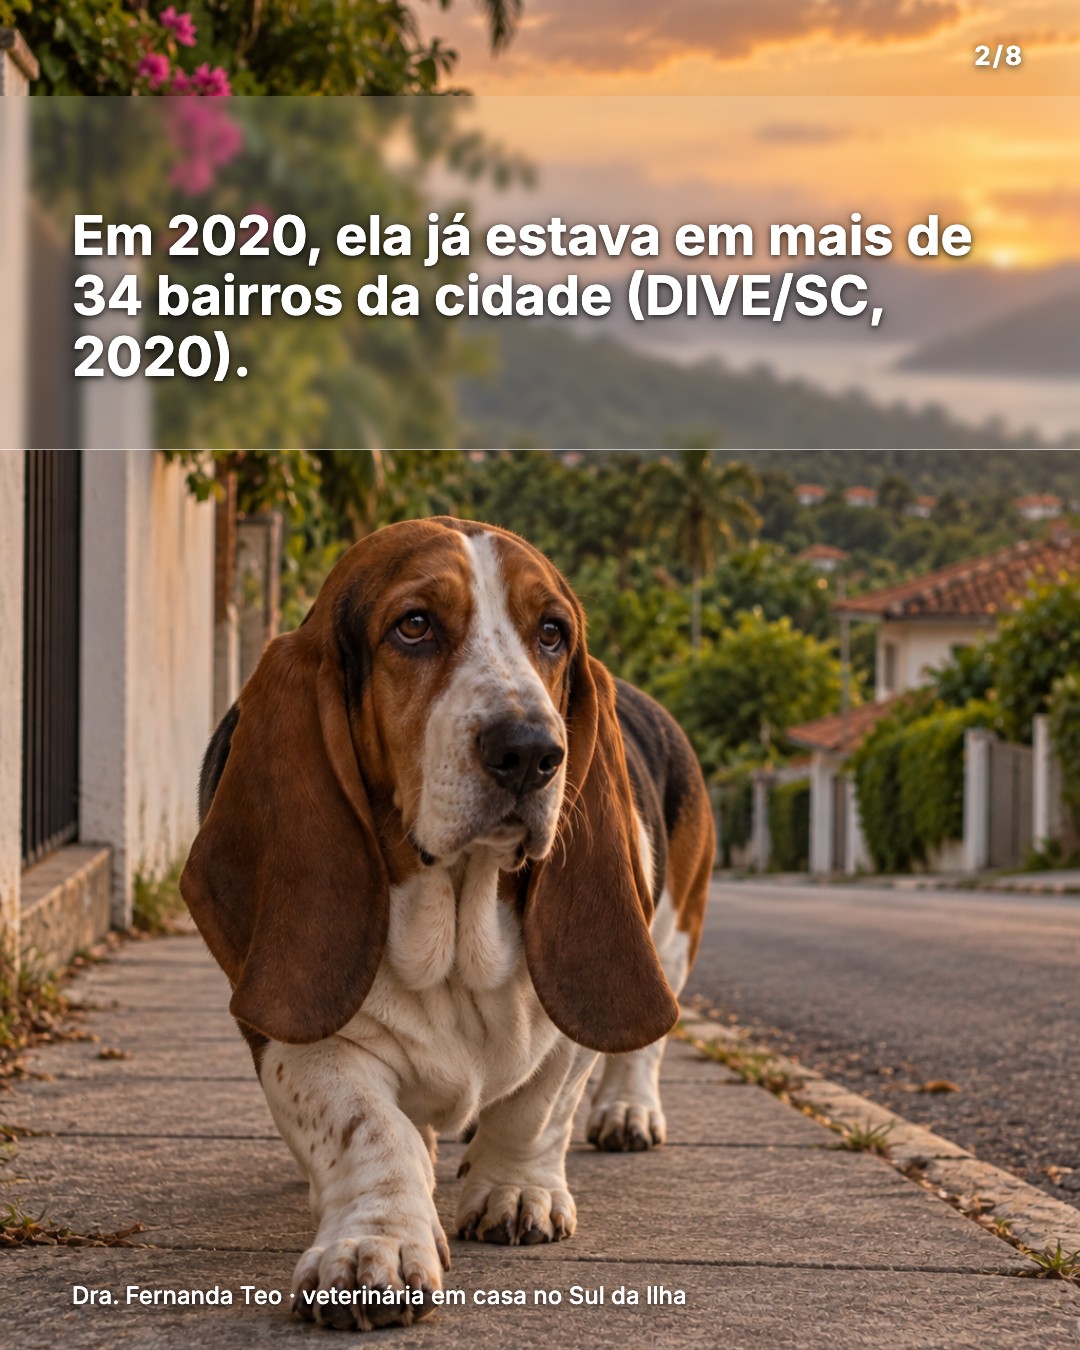 2/8
Em 2020, ela já estava em mais de
34 bairros da cidade (DIVE/SC,
2020).
Dra. Fernanda Teo · veterinária em casa no Sul da Ilha